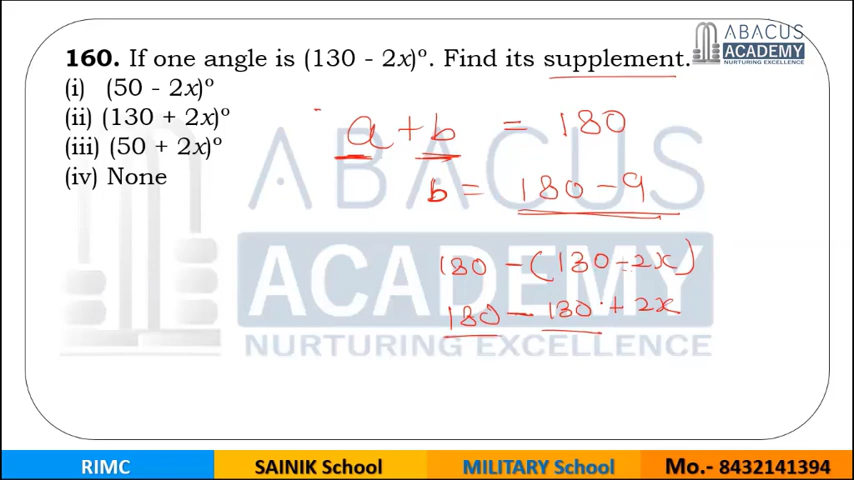 ABACUS
ACADEMY
NURTURING EXCELLENCE
160. If one angle is (130 - 2x)º. Find its supplement.
(i) (50 - 2x)º
(ii) (130 + 2x)º
(iii) (50 + 2x)º
(iv) None
a + b = 180
b = 180 - a
180 - (130 - 2x)
180 - 130 + 2x
ABACUS
ACADEMY
NURTURING EXCELLENCE
RIMC SAINIK School MILITARY School Mo.- 8432141394